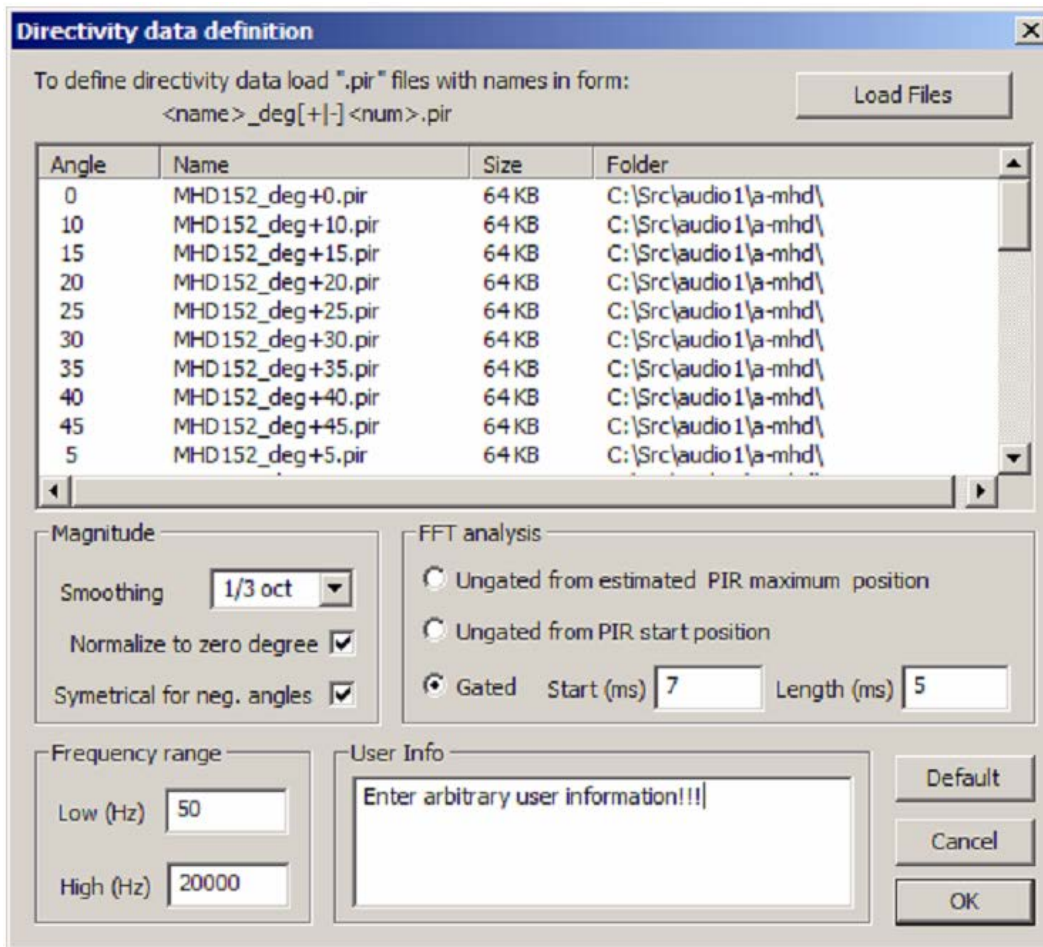 Directivity data definition
To define directivity data load ".pir" files with names in form:
<name>_deg[+|-]<num>.pir
Load Files
Angle Name Size Folder
0 MHD152_deg+0.pir 64 KB C:\Src\audio1\a-mhd\
10 MHD152_deg+10.pir 64 KB C:\Src\audio1\a-mhd\
15 MHD152_deg+15.pir 64 KB C:\Src\audio1\a-mhd\
20 MHD152_deg+20.pir 64 KB C:\Src\audio1\a-mhd\
25 MHD152_deg+25.pir 64 KB C:\Src\audio1\a-mhd\
30 MHD152_deg+30.pir 64 KB C:\Src\audio1\a-mhd\
35 MHD152_deg+35.pir 64 KB C:\Src\audio1\a-mhd\
40 MHD152_deg+40.pir 64 KB C:\Src\audio1\a-mhd\
45 MHD152_deg+45.pir 64 KB C:\Src\audio1\a-mhd\
5 MHD152_deg+5.pir 64 KB C:\Src\audio1\a-mhd\
Magnitude
Smoothing 1/3 oct
Normalize to zero degree
Symetrical for neg. angles
FFT analysis
Ungated from estimated PIR maximum position
Ungated from PIR start position
Gated Start (ms) 7 Length (ms) 5
Frequency range
Low (Hz) 50
High (Hz) 20000
User Info
Enter arbitrary user information!!!
Default
Cancel
OK